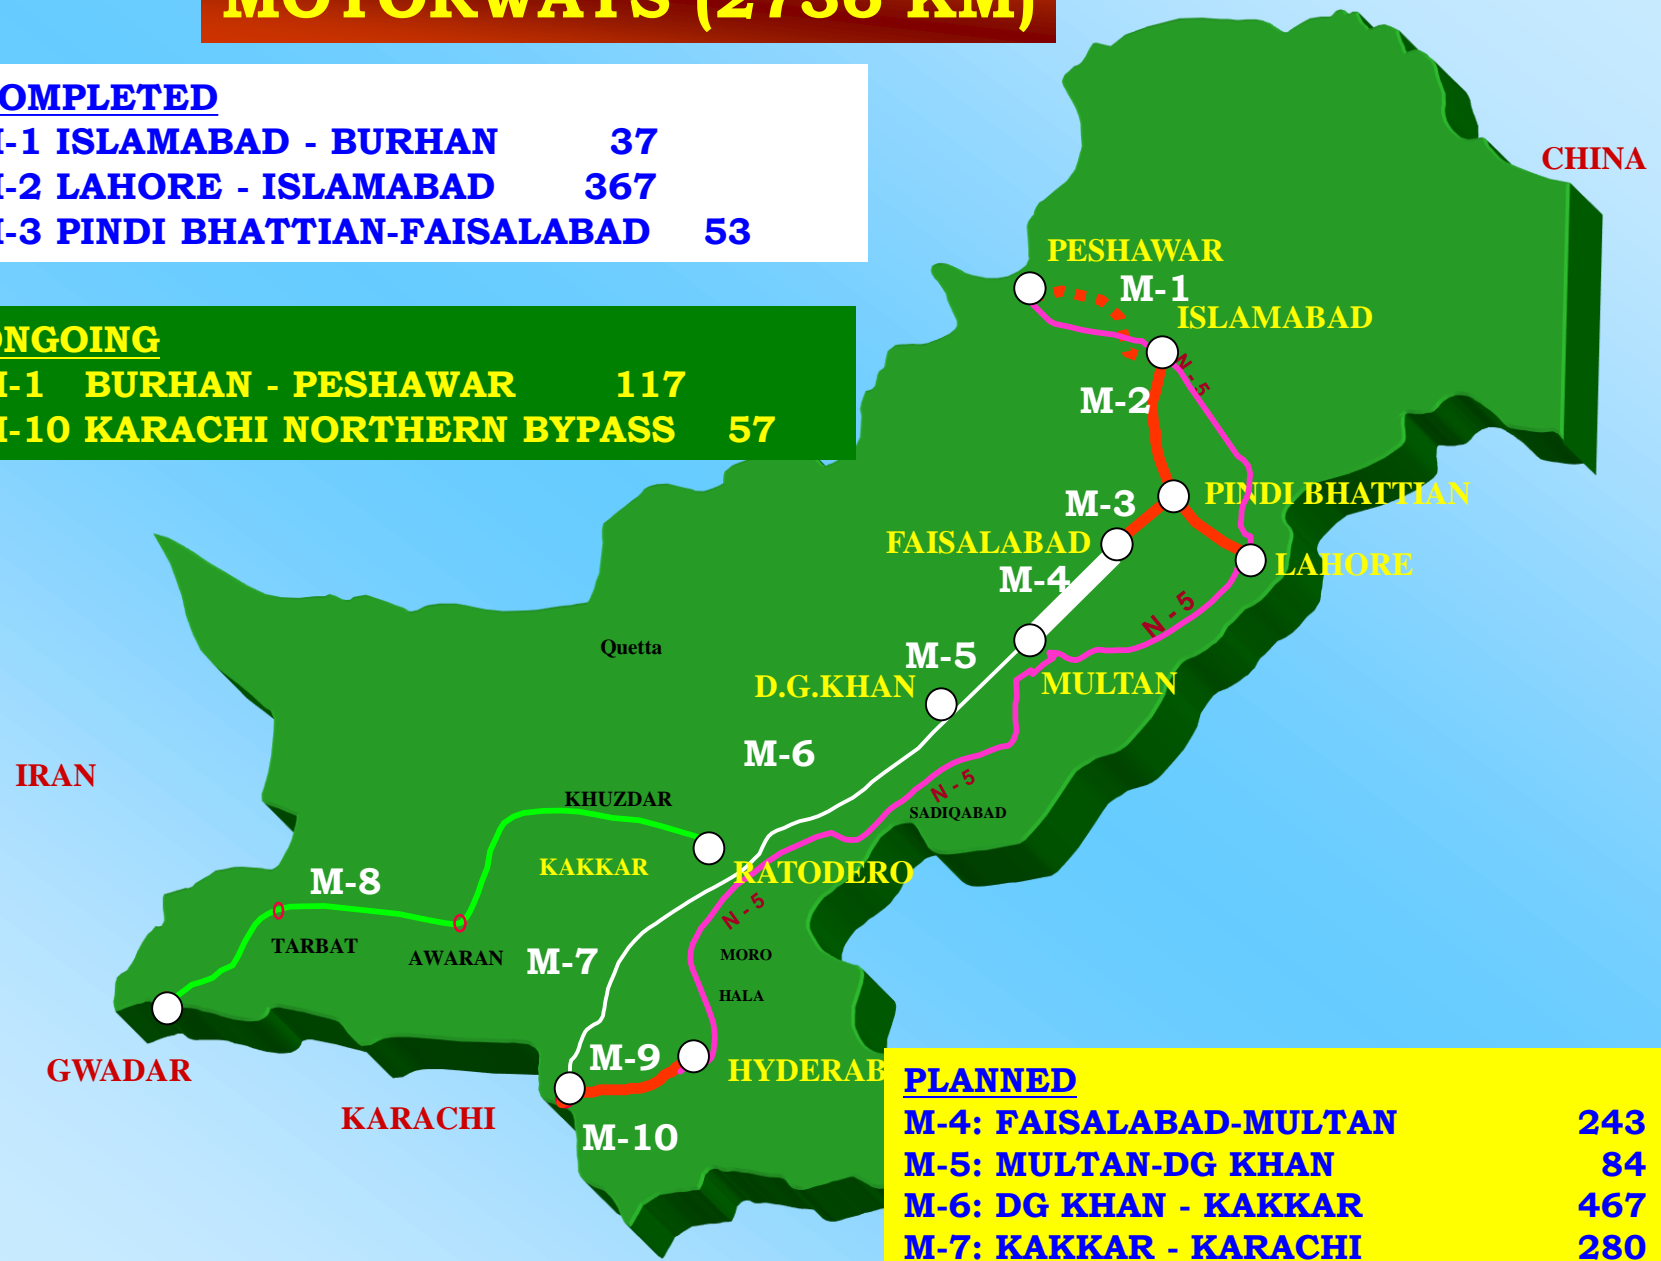 MOTORWAYS (2736 KM)
OMPLETED
M-1 ISLAMABAD - BURHAN 37
M-2 LAHORE - ISLAMABAD 367
M-3 PINDI BHATTIAN-FAISALABAD 53
ONGOING
M-1 BURHAN - PESHAWAR 117
M-10 KARACHI NORTHERN BYPASS 57
CHINA
PESHAWAR
M-1
ISLAMABAD
N-5
M-2
M-3
PINDI BHATTIAN
FAISALABAD
LAHORE
M-4
N-5
Quetta
M-5
D.G.KHAN
MULTAN
M-6
IRAN
N-5
KHUZDAR
SADIQABAD
KAKKAR
RATODERO
M-8
N-5
TARBAT
AWARAN
M-7
MORO
HALA
M-9
GWADAR
HYDERAB
KARACHI
M-10
PLANNED
M-4: FAISALABAD-MULTAN 243
M-5: MULTAN-DG KHAN 84
M-6: DG KHAN - KAKKAR 467
M-7: KAKKAR - KARACHI 280